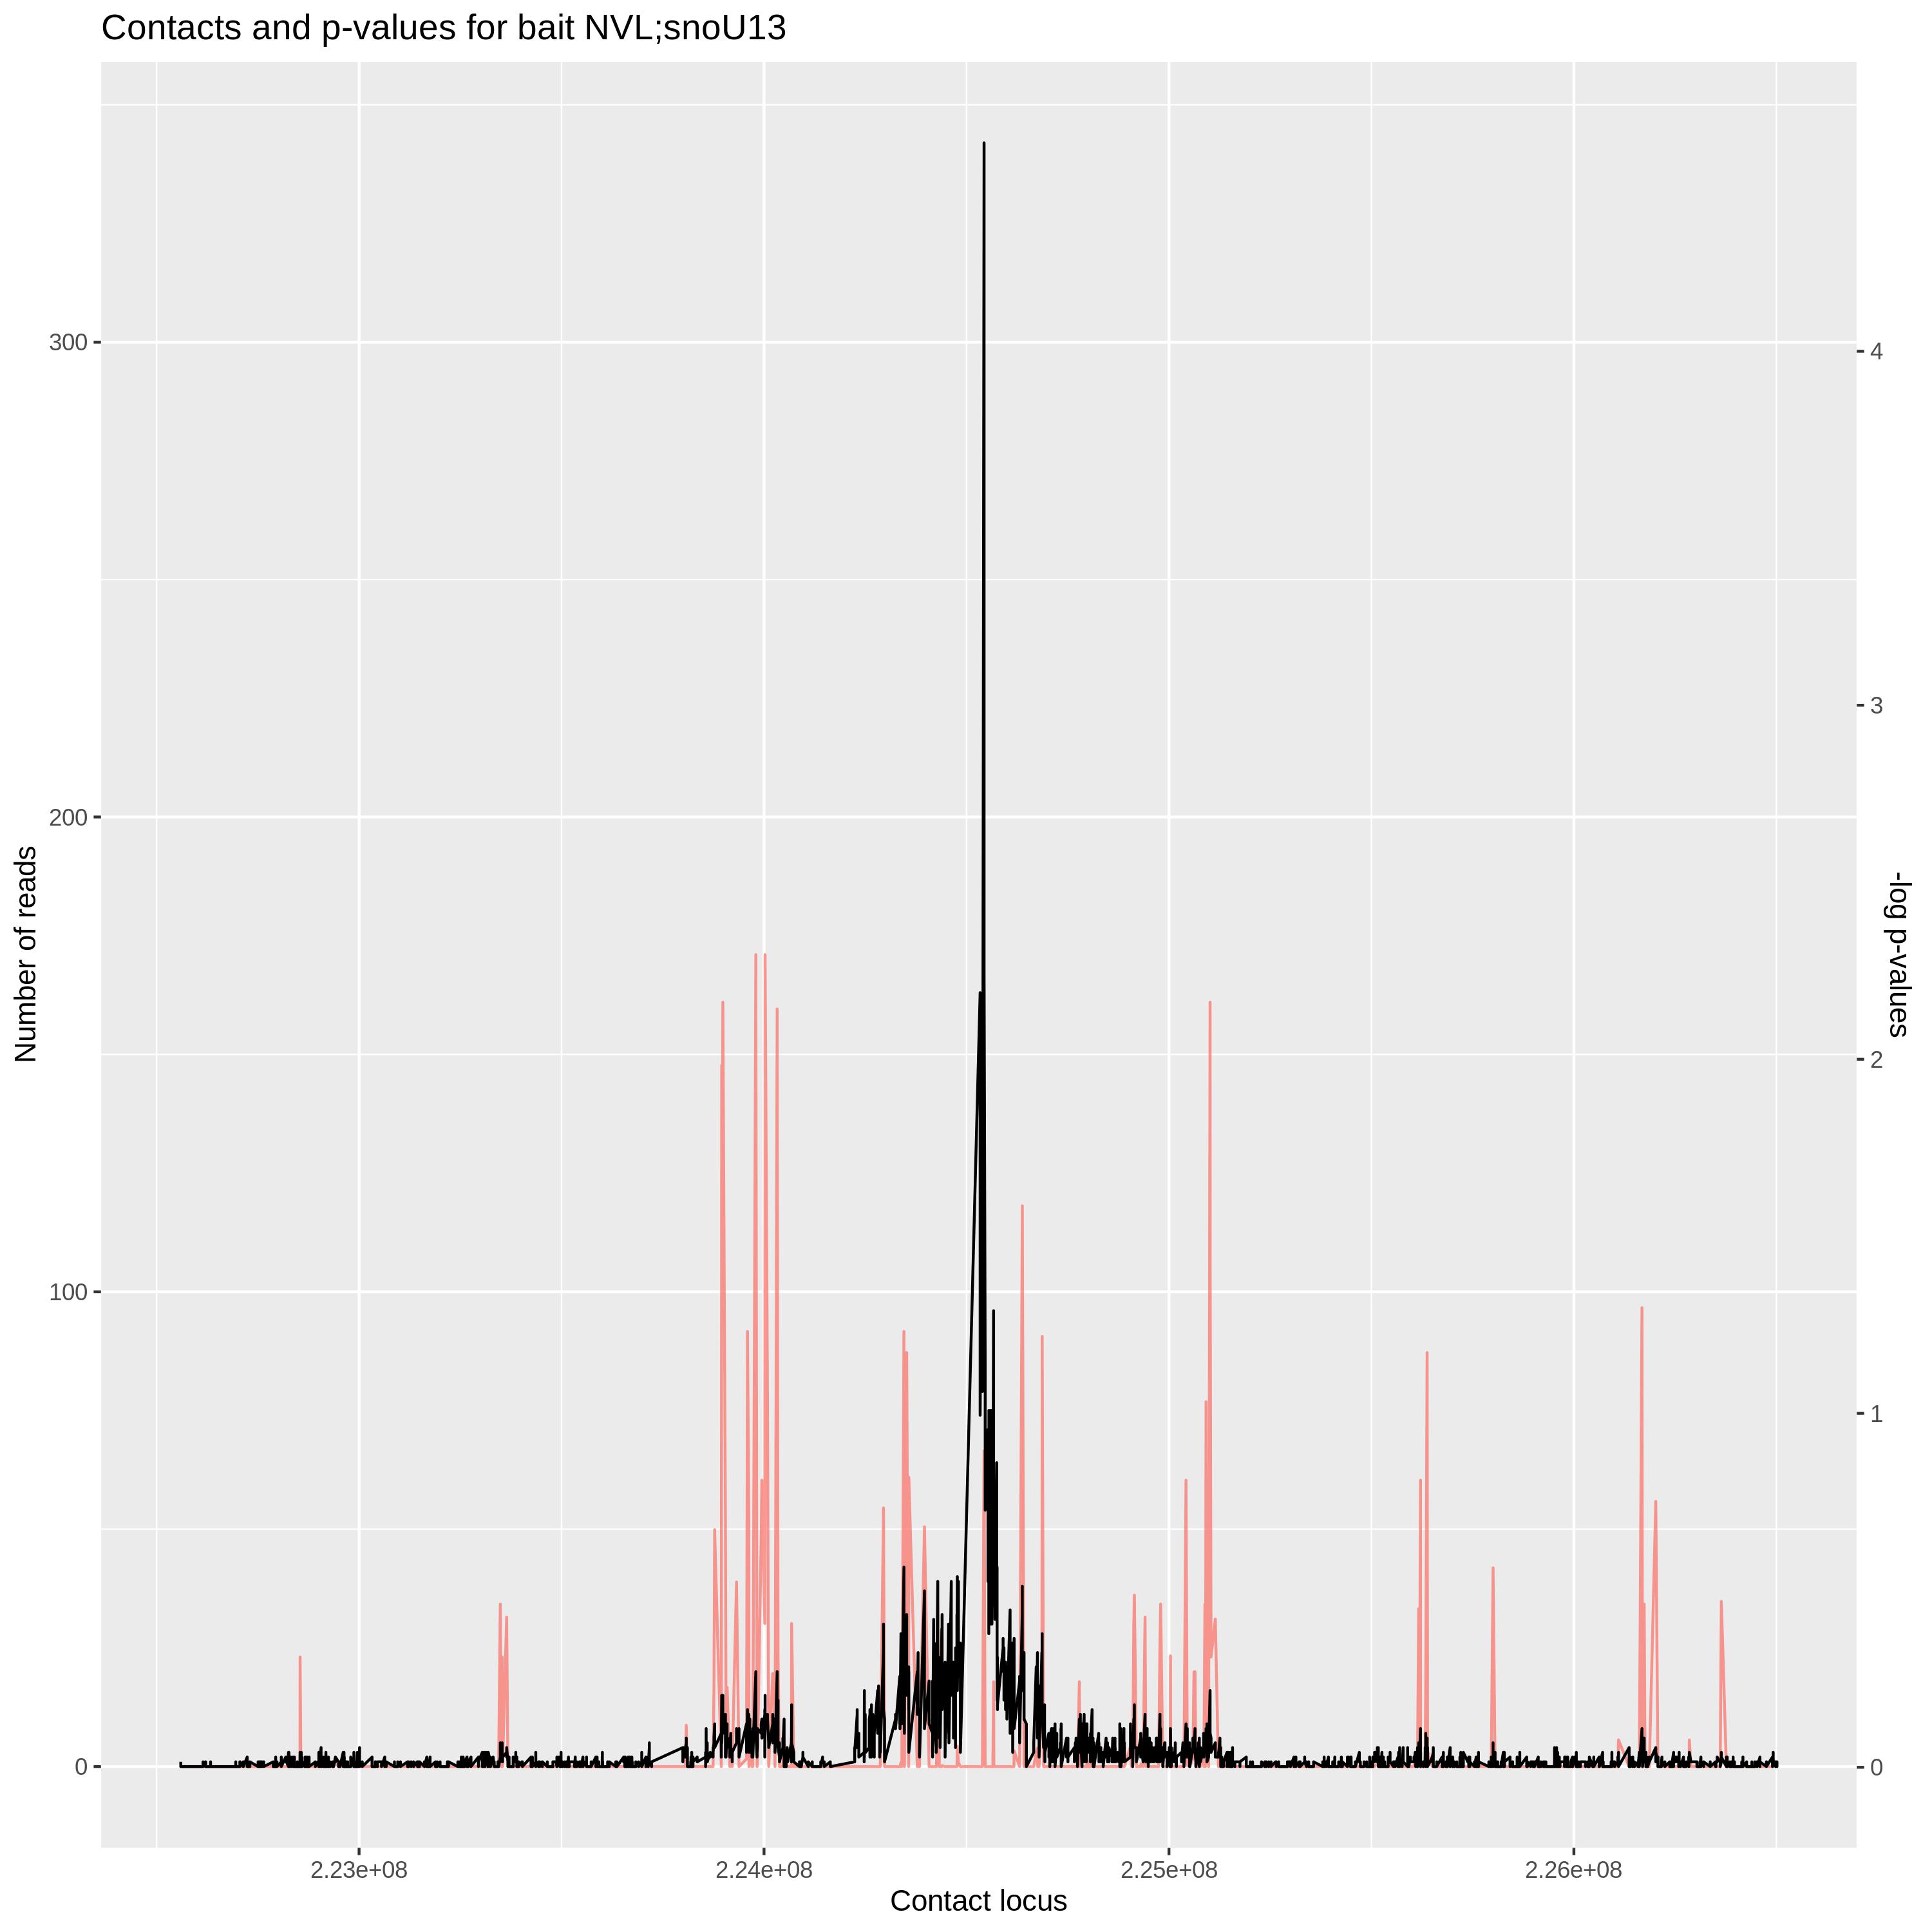 Contacts and p-values for bait NVL;snoU13
300
200
100
0
Number of reads
4
3
2
1
0
-log p-values
2.23e+08
2.24e+08
2.25e+08
2.26e+08
Contact locus